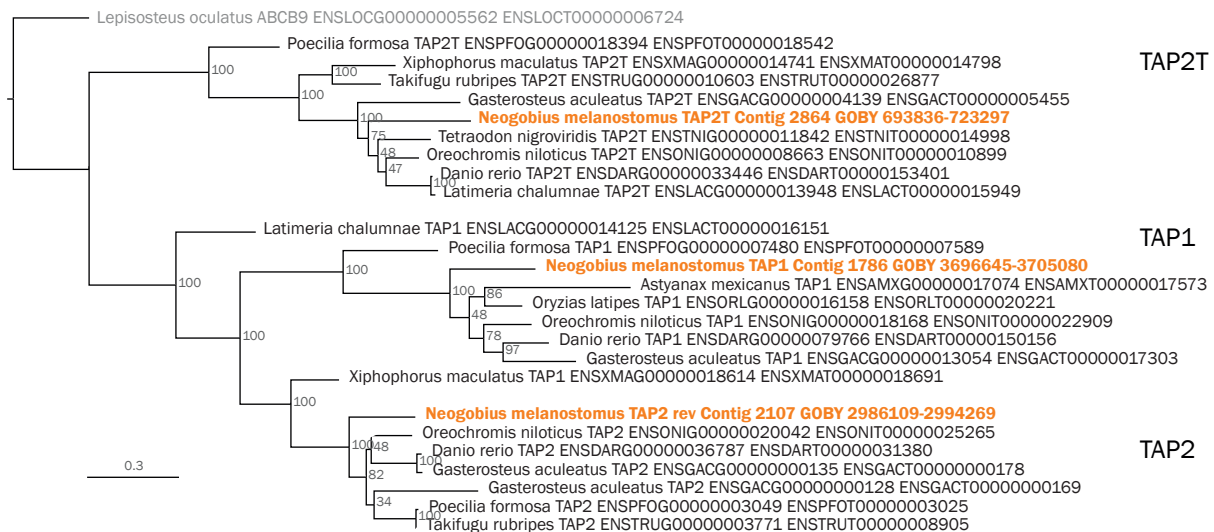 Lepisosteus oculatus ABCB9 ENSLOCG00000005562 ENSLOCT00000006724
Poecilia formosa TAP2T ENSPFOG00000018394 ENSPFOT00000018542
TAP2T
100
Xiphophorus maculatus TAP2T ENSXMAG00000014741 ENSXMAT00000014798
100
Takifugu rubripes TAP2T ENSTRUG00000010603 ENSTRUT00000026877
100
Gasterosteus aculeatus TAP2T ENSGACG00000004139 ENSGACT00000005455
100
Neogobius melanostomus TAP2T Contig 2864 GOBY 693836-723297
75
Tetraodon nigroviridis TAP2T ENSTNIG00000011842 ENSTNIT00000014998
48
Oreochromis niloticus TAP2T ENSONIG00000008663 ENSONIT00000010899
47
Danio rerio TAP2T ENSDARG00000033446 ENSDART00000153401
100
Latimeria chalumnae TAP2T ENSLACG00000013948 ENSLACT00000015949
Latimeria chalumnae TAP1 ENSLACG00000014125 ENSLACT00000016151
TAP1
Poecilia formosa TAP1 ENSPFOG00000007480 ENSPFOT00000007589
100
Neogobius melanostomus TAP1 Contig 1786 GOBY 3696645-3705080
100
Astyanax mexicanus TAP1 ENSAMXG00000017074 ENSAMXT00000017573
100
86
Oryzias latipes TAP1 ENSORLG00000016158 ENSORLT00000020221
48
Oreochromis niloticus TAP1 ENSONIG00000018168 ENSONIT00000022909
100
78
Danio rerio TAP1 ENSDARG00000079766 ENSDART00000150156
97
Gasterosteus aculeatus TAP1 ENSGACG00000013054 ENSGACT00000017303
Xiphophorus maculatus TAP1 ENSXMAG00000018614 ENSXMAT00000018691
100
Neogobius melanostomus TAP2 rev Contig 2107 GOBY 2986109-2994269
Oreochromis niloticus TAP2 ENSONIG00000020042 ENSONIT00000025265
100
48
Danio rerio TAP2 ENSDARG00000036787 ENSDART00000031380
TAP2
100
Gasterosteus aculeatus TAP2 ENSGACG00000000135 ENSGACT00000000178
0.3
82
Gasterosteus aculeatus TAP2 ENSGACG00000000128 ENSGACT00000000169
34
Poecilia formosa TAP2 ENSPFOG00000003049 ENSPFOT00000003025
100
Takifugu rubripes TAP2 ENSTRUG00000003771 ENSTRUT00000008905